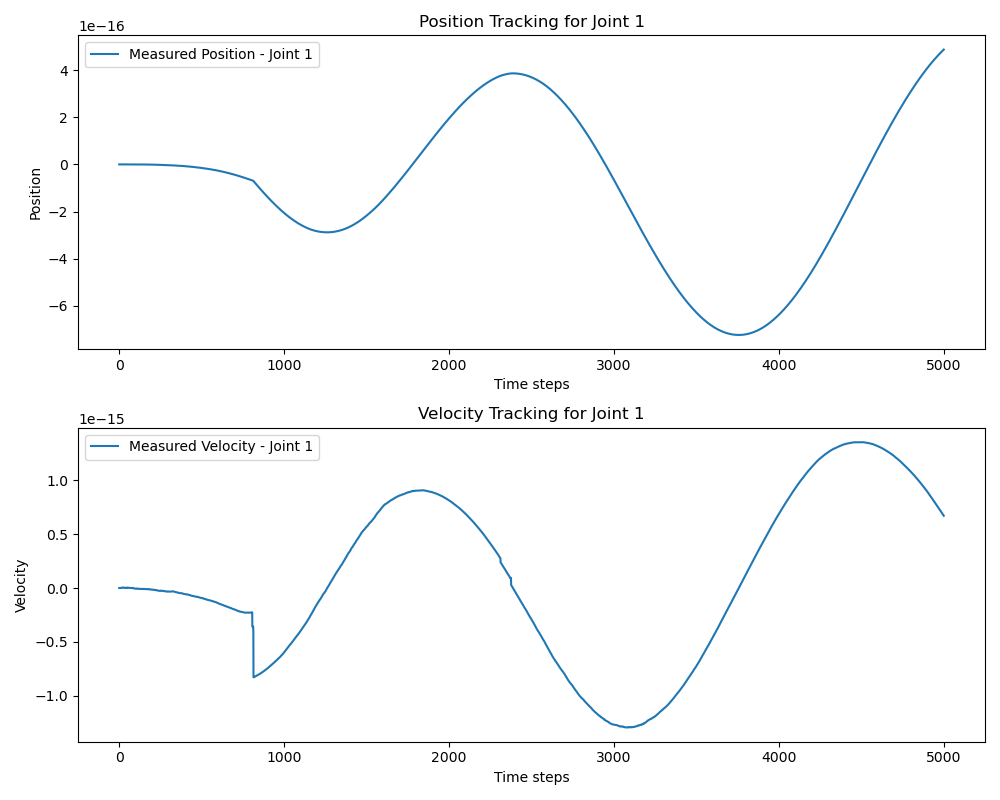 Position Tracking for Joint 1
1e−16
Measured Position - Joint 1
4
2
0
−2
−4
−6
Position
0 1000 2000 3000 4000 5000
Time steps
Velocity Tracking for Joint 1
1e−15
Measured Velocity - Joint 1
1.0
0.5
0.0
−0.5
−1.0
Velocity
0 1000 2000 3000 4000 5000
Time steps